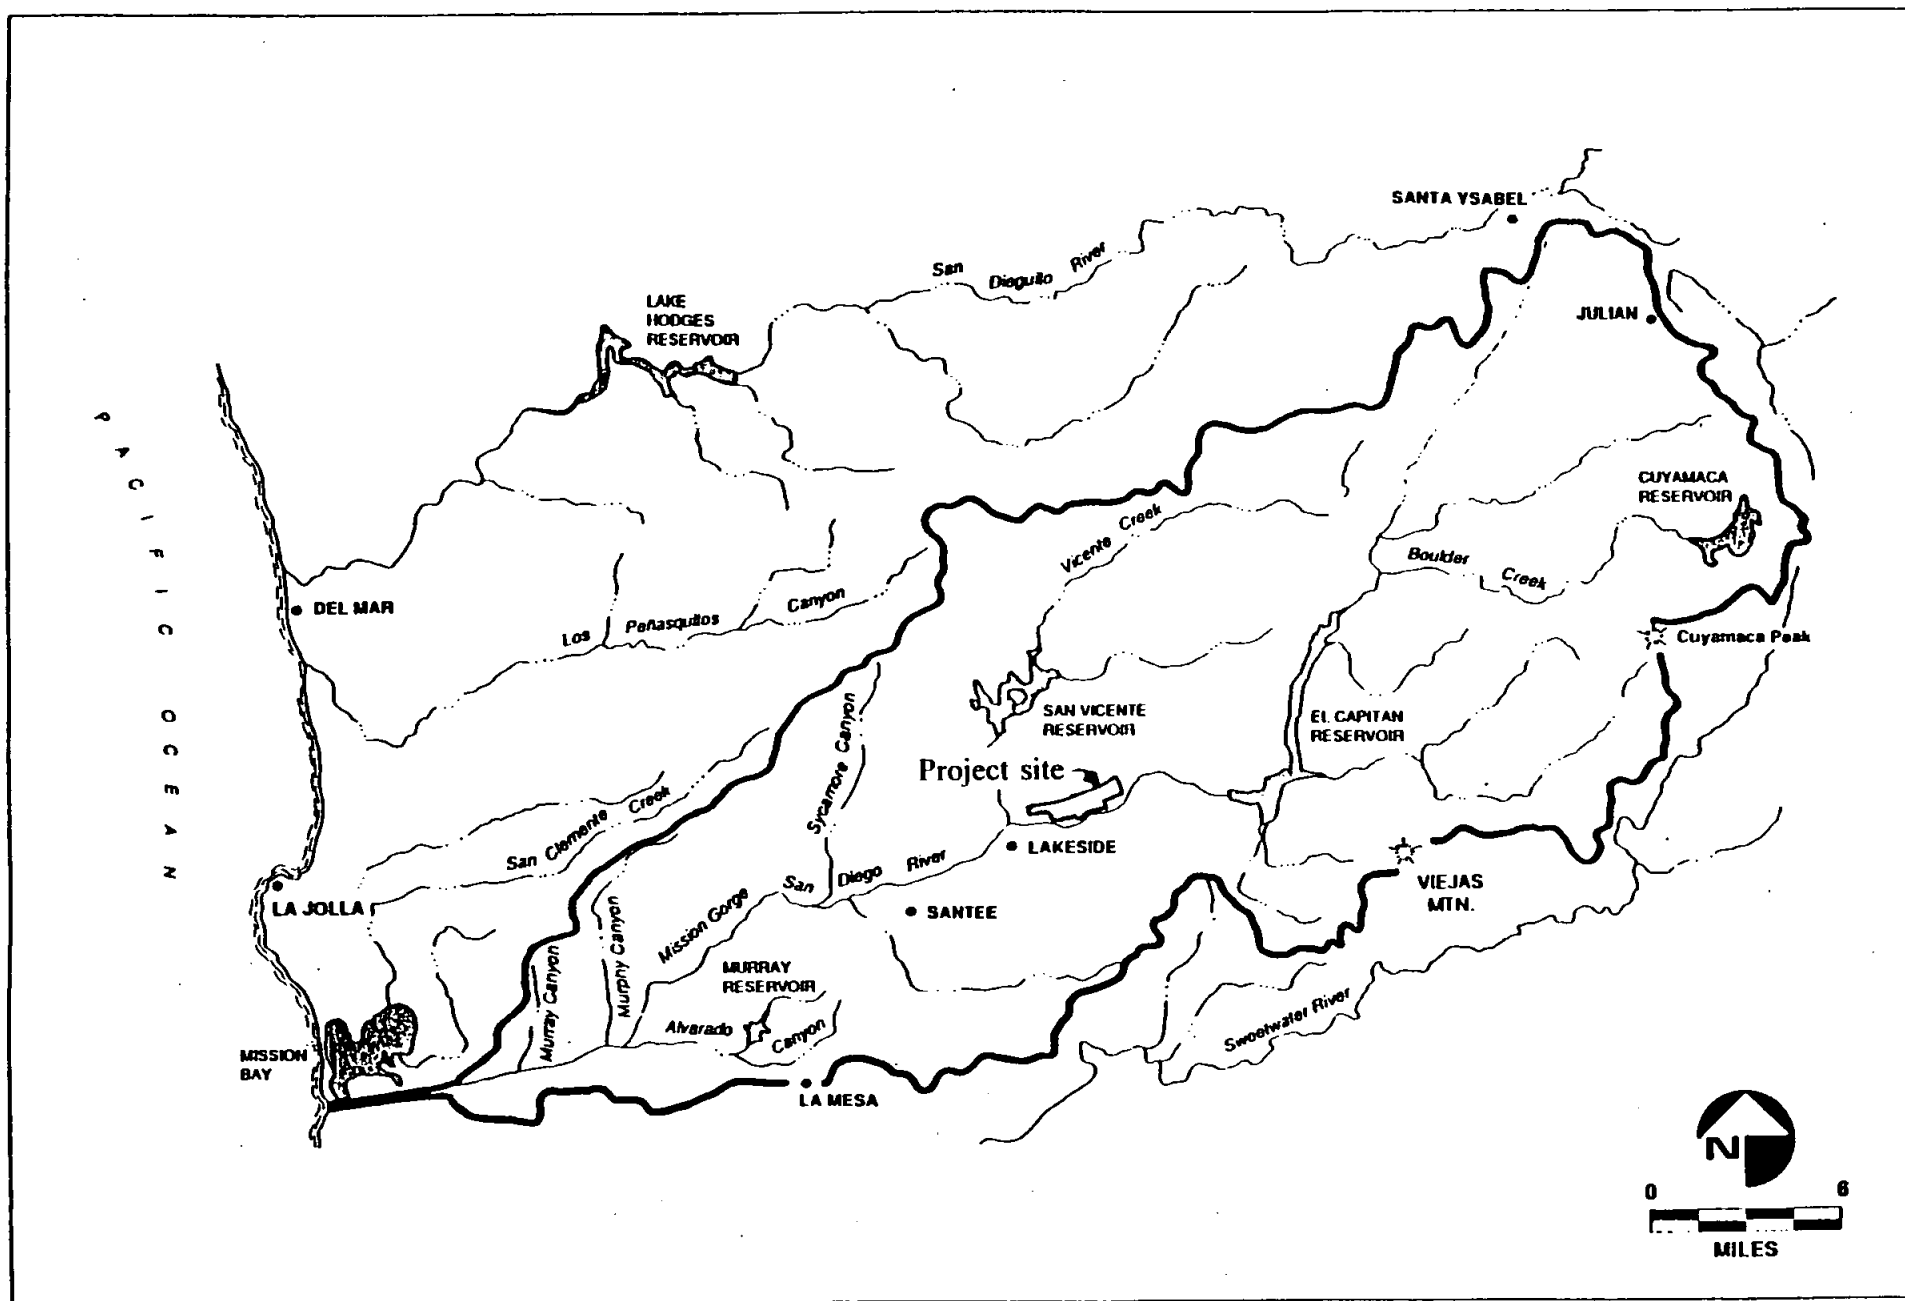 SANTA YSABEL
San Dieguito River
LAKE
HODGES
RESERVOIR
JULIAN
PACIFIC OCEAN
CUYAMACA
RESERVOIR
Vicente Creek
Boulder Creek
DEL MAR
Los Peñasquitos Canyon
Cuyamaca Peak
SAN VICENTE
RESERVOIR
EL CAPITAN
RESERVOIR
Project site
Sycamore Canyon
San Clemente Creek
LAKESIDE
San Diego River
VIEJAS
MTN.
LA JOLLA
SANTEE
Mission Gorge
Murphy Canyon
Murray Canyon
MURRAY
RESERVOIR
Alvarado Canyon
Sweetwater River
MISSION
BAY
LA MESA
N
0 6
MILES